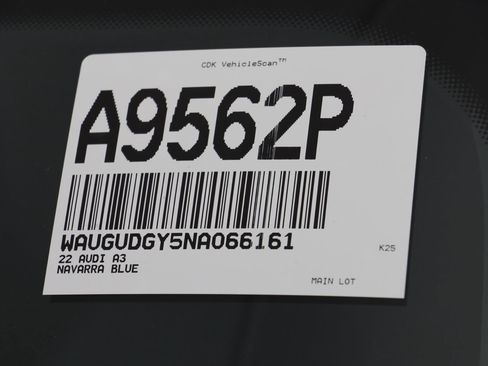 CDK VehicleScan™
A9562P
WAUGUDGY5NA066161
22 AUDI A3
NAVARRA BLUE
K25
MAIN LOT